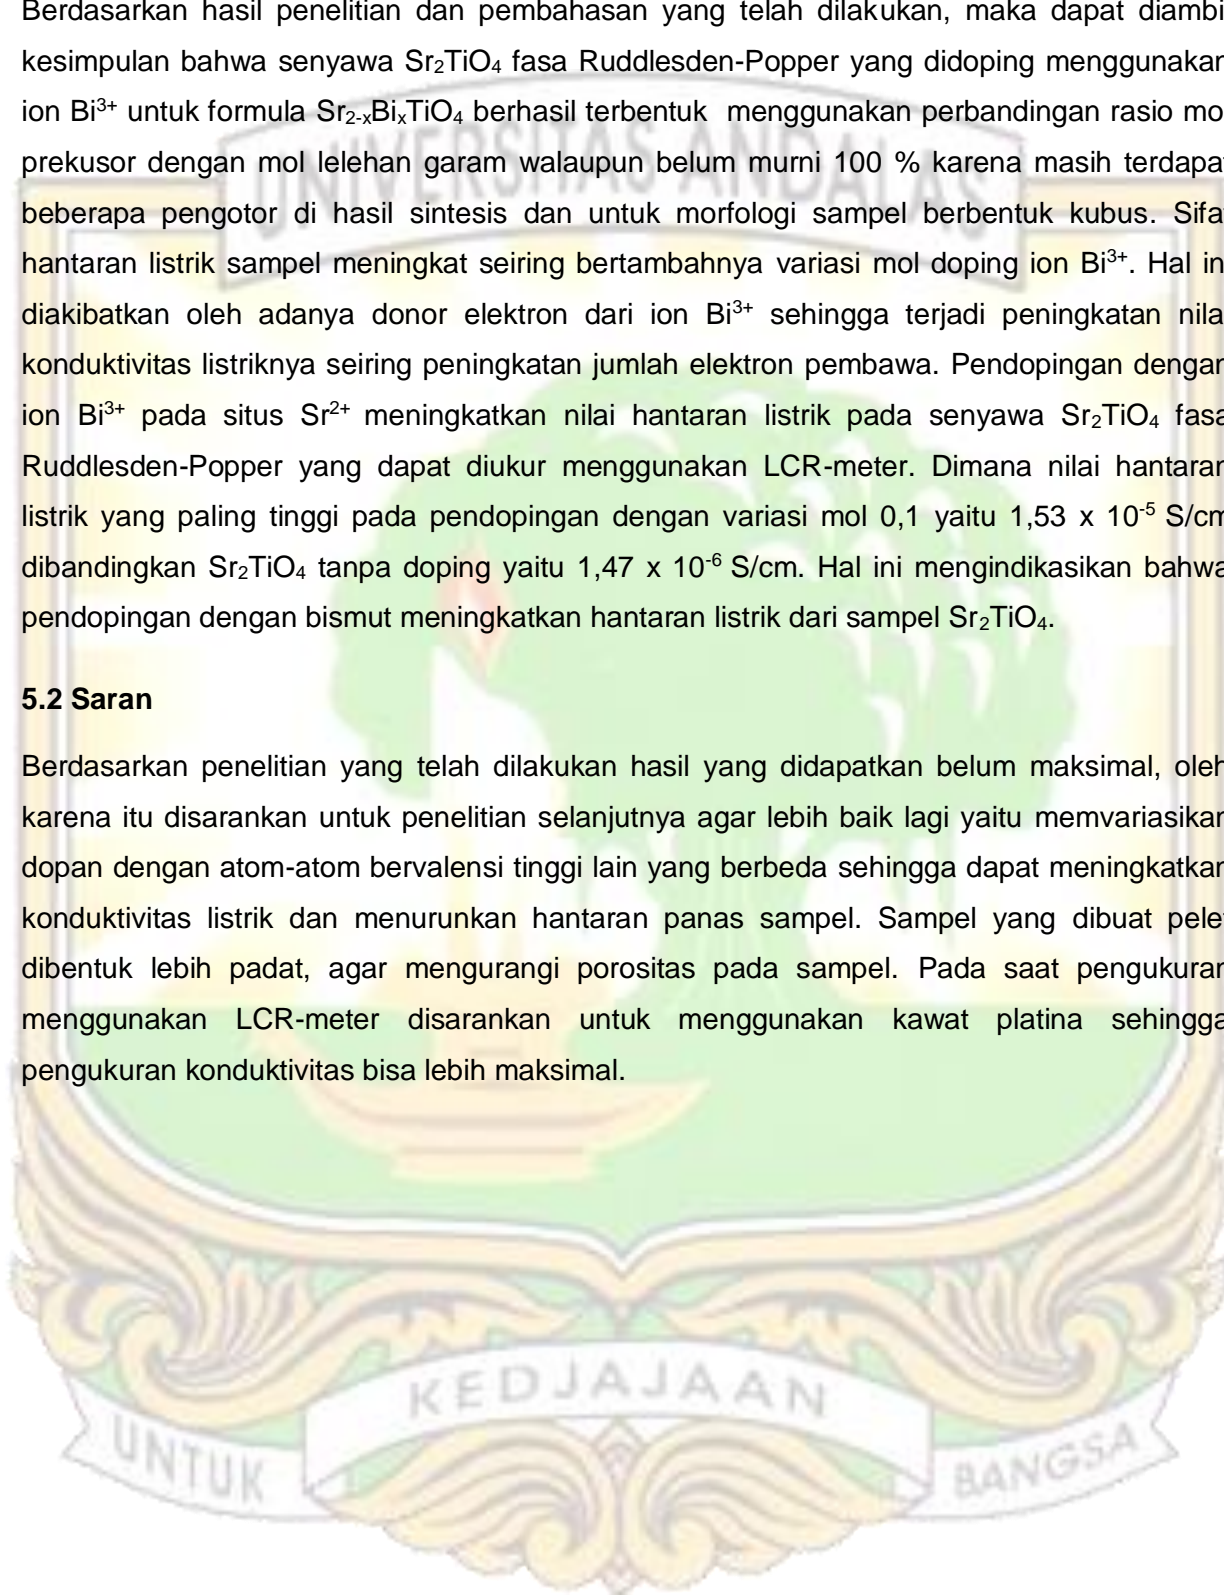 Berdasarkan hasil penelitian dan pembahasan yang telah dilakukan, maka dapat diambi
kesimpulan bahwa senyawa Sr₂TiO₄ fasa Ruddlesden-Popper yang didoping menggunakan
ion Bi³⁺ untuk formula Sr₂₋ₓBiₓTiO₄ berhasil terbentuk menggunakan perbandingan rasio mo
prekusor dengan mol lelehan garam walaupun belum murni 100 % karena masih terdapat
beberapa pengotor di hasil sintesis dan untuk morfologi sampel berbentuk kubus. Sifat
hantaran listrik sampel meningkat seiring bertambahnya variasi mol doping ion Bi³⁺. Hal in
diakibatkan oleh adanya donor elektron dari ion Bi³⁺ sehingga terjadi peningkatan nila
konduktivitas listriknya seiring peningkatan jumlah elektron pembawa. Pendopingan dengan
ion Bi³⁺ pada situs Sr²⁺ meningkatkan nilai hantaran listrik pada senyawa Sr₂TiO₄ fasa
Ruddlesden-Popper yang dapat diukur menggunakan LCR-meter. Dimana nilai hantaran
listrik yang paling tinggi pada pendopingan dengan variasi mol 0,1 yaitu 1,53 x 10⁻⁵ S/cm
dibandingkan Sr₂TiO₄ tanpa doping yaitu 1,47 x 10⁻⁶ S/cm. Hal ini mengindikasikan bahwa
pendopingan dengan bismut meningkatkan hantaran listrik dari sampel Sr₂TiO₄.
5.2 Saran
Berdasarkan penelitian yang telah dilakukan hasil yang didapatkan belum maksimal, oleh
karena itu disarankan untuk penelitian selanjutnya agar lebih baik lagi yaitu memvariasikan
dopan dengan atom-atom bervalensi tinggi lain yang berbeda sehingga dapat meningkatkan
konduktivitas listrik dan menurunkan hantaran panas sampel. Sampel yang dibuat pelet
dibentuk lebih padat, agar mengurangi porositas pada sampel. Pada saat pengukuran
menggunakan LCR-meter disarankan untuk menggunakan kawat platina sehingga
pengukuran konduktivitas bisa lebih maksimal.
UNIVERSITAS ANDALAS
UNTUK KEDJAJAAN BANGSA